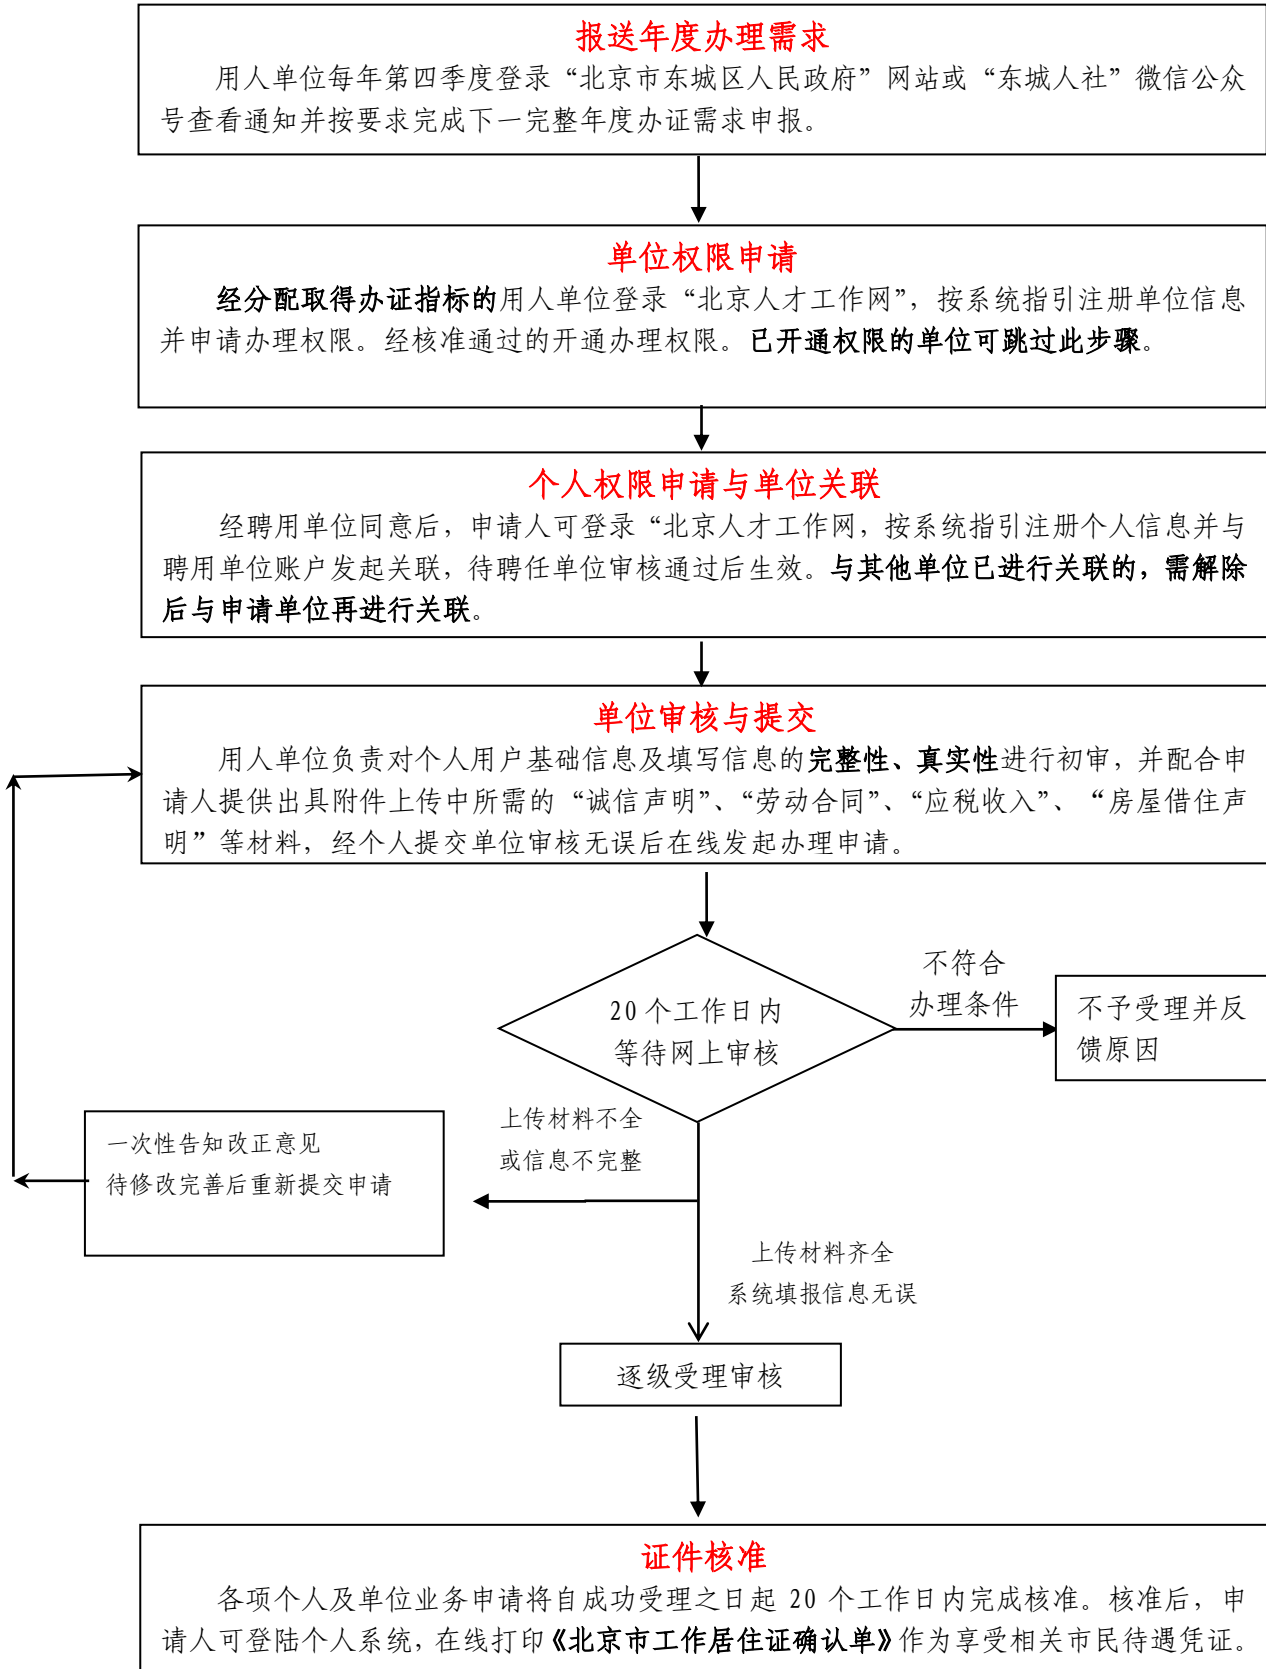 报送年度办理需求
用人单位每年第四季度登录“北京市东城区人民政府”网站或“东城人社”微信公众
号查看通知并按要求完成下一完整年度办证需求申报。
单位权限申请
经分配取得办证指标的用人单位登录“北京人才工作网”，按系统指引注册单位信息
并申请办理权限。经核准通过的开通办理权限。已开通权限的单位可跳过此步骤。
个人权限申请与单位关联
经聘用单位同意后，申请人可登录“北京人才工作网，按系统指引注册个人信息并与
聘用单位账户发起关联，待聘任单位审核通过后生效。与其他单位已进行关联的，需解除
后与申请单位再进行关联。
单位审核与提交
用人单位负责对个人用户基础信息及填写信息的完整性、真实性进行初审，并配合申
请人提供出具附件上传中所需的“诚信声明”、“劳动合同”、“应税收入”、“房屋借住声
明”等材料，经个人提交单位审核无误后在线发起办理申请。
20个工作日内
等待网上审核
不符合
办理条件
不予受理并反
馈原因
上传材料不全
或信息不完整
一次性告知改正意见
待修改完善后重新提交申请
上传材料齐全
系统填报信息无误
逐级受理审核
证件核准
各项个人及单位业务申请将自成功受理之日起 20 个工作日内完成核准。核准后，申
请人可登陆个人系统，在线打印《北京市工作居住证确认单》作为享受相关市民待遇凭证。